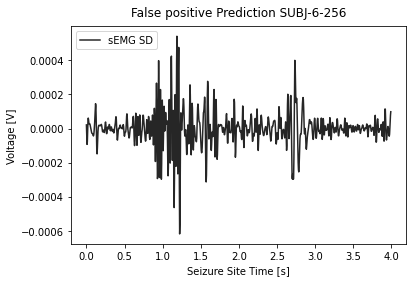 False positive Prediction SUBJ-6-256
sEMG SD
Voltage [V]
0.0004
0.0002
0.0000
−0.0002
−0.0004
−0.0006
0.0 0.5 1.0 1.5 2.0 2.5 3.0 3.5 4.0
Seizure Site Time [s]